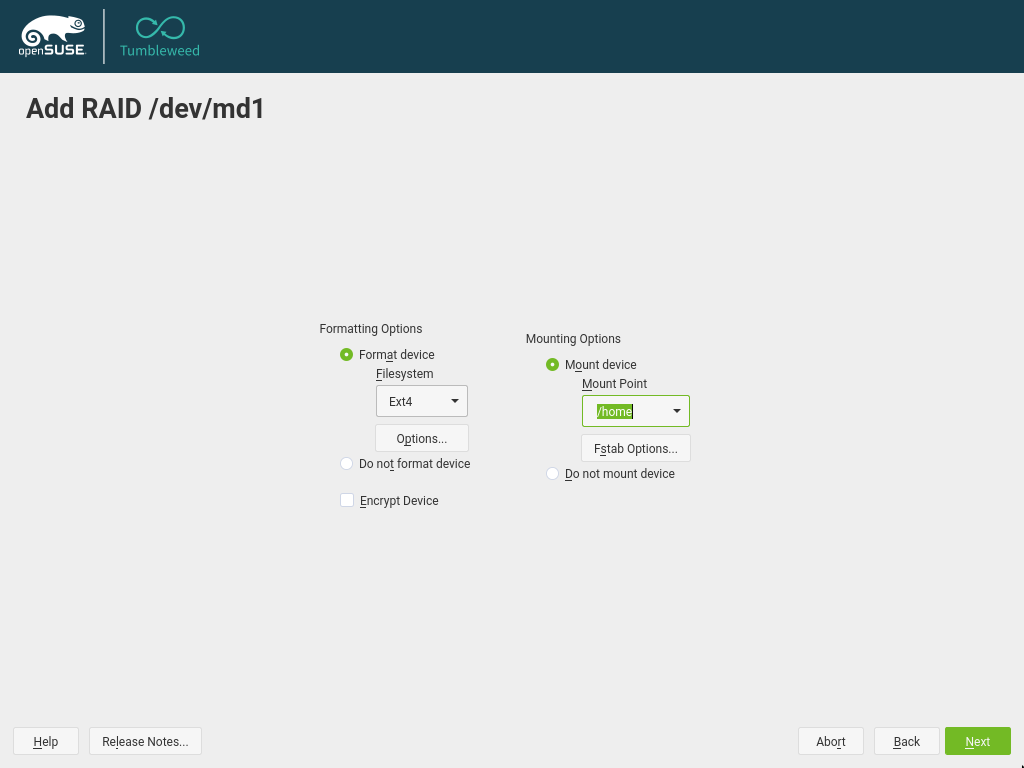 openSUSE
Tumbleweed
Add RAID /dev/md1
Formatting Options
Format device
Filesystem
Ext4
Options...
Do not format device
Encrypt Device
Mounting Options
Mount device
Mount Point
/home
Fstab Options...
Do not mount device
Help
Release Notes...
Abort
Back
Next